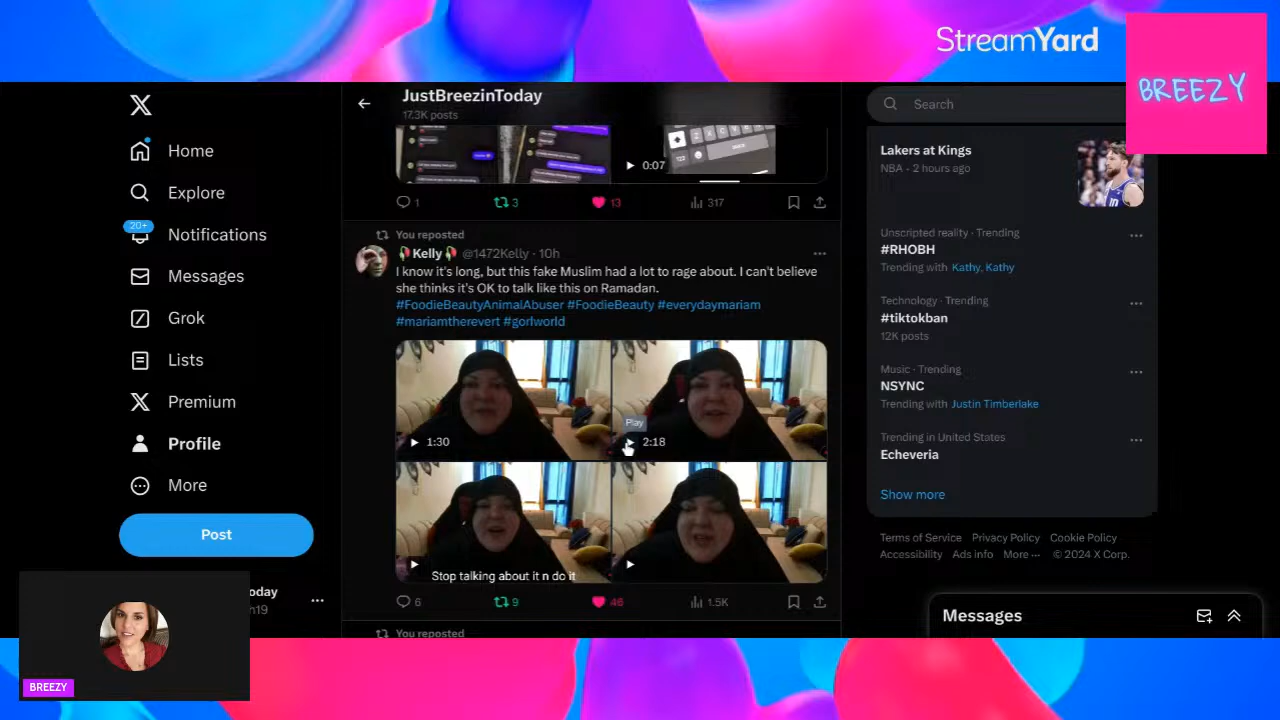 StreamYard
BREEZY
JustBreezinToday
17.3K posts
Home
Explore
20+
Notifications
Messages
Grok
Lists
Premium
Profile
More
Post
oday
n19
BREEZY
0:07
1
3
13
317
You reposted
Kelly @1472Kelly · 10h
I know it's long, but this fake Muslim had a lot to rage about. I can't believe
she thinks it's OK to talk like this on Ramadan.
#FoodieBeautyAnimalAbuser #FoodieBeauty #everydaymariam
#mariamtherevert #gorlworld
1:30
Play
2:18
Stop talking about it n do it
6
9
46
1.5K
You reposted
Search
Lakers at Kings
NBA · 2 hours ago
Unscripted reality · Trending
#RHOBH
Trending with Kathy, Kathy
Technology · Trending
#tiktokban
12K posts
Music · Trending
NSYNC
Trending with Justin Timberlake
Trending in United States
Echeveria
Show more
Terms of Service Privacy Policy Cookie Policy
Accessibility Ads info More ··· © 2024 X Corp.
Messages